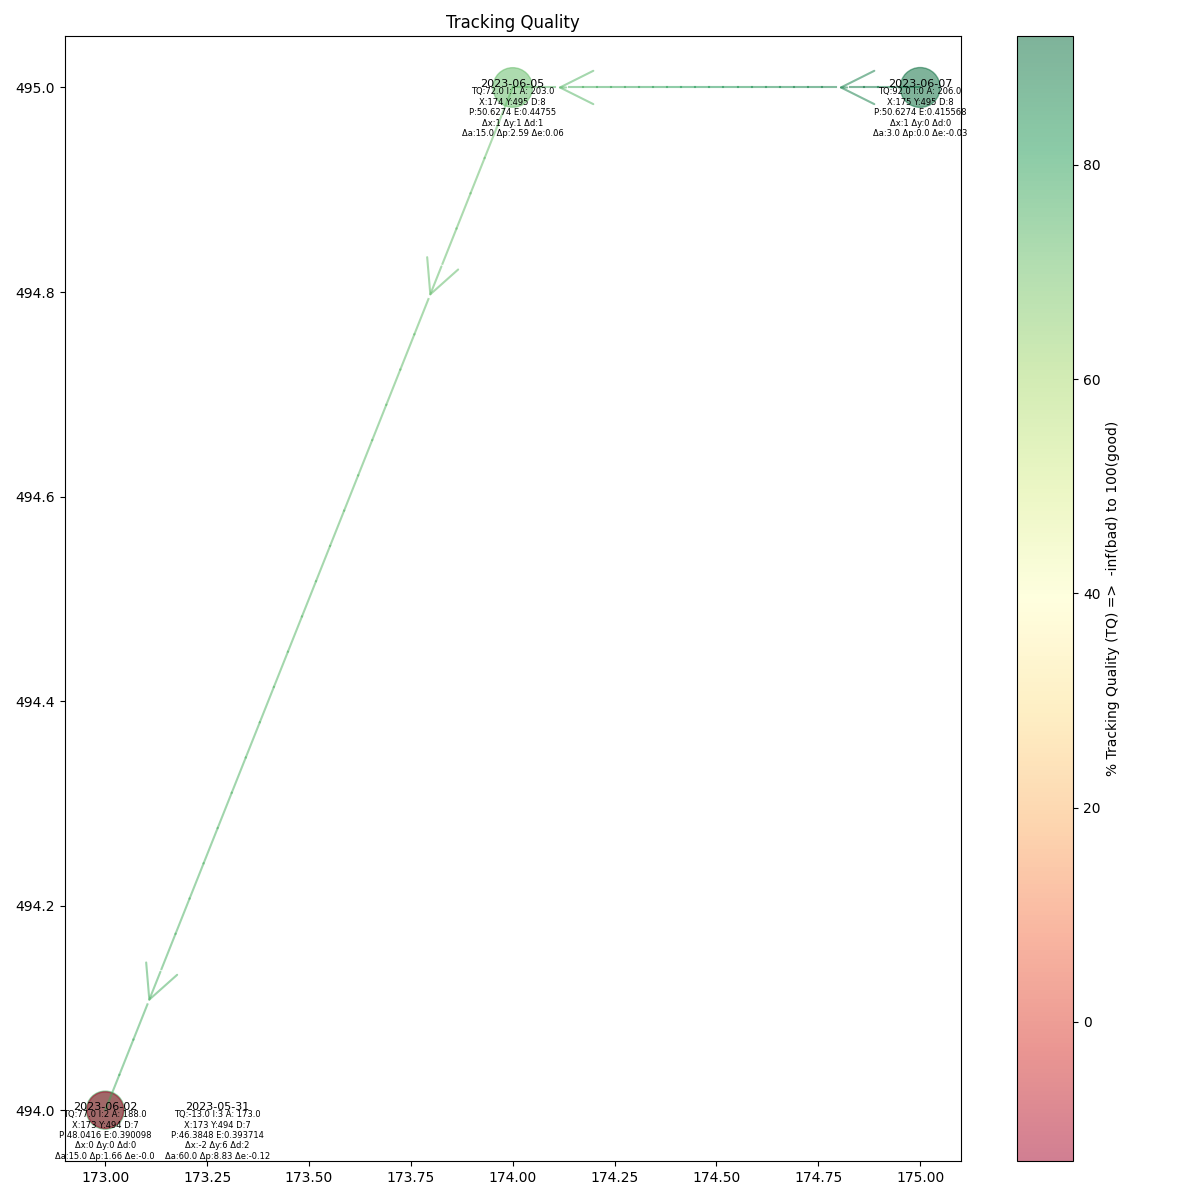 Tracking Quality
495.0
494.8
494.6
494.4
494.2
494.0
2023-06-05
TQ:72.0 I:1 A: 203.0
X:174 Y:495 D:8
P:50.6274 E:0.44755
Δx:1 Δy:1 Δd:1
Δa:15.0 Δp:2.59 Δe:0.06
2023-06-07
TQ:92.0 I:0 A: 206.0
X:175 Y:495 D:8
P:50.6274 E:0.415568
Δx:1 Δy:0 Δd:0
Δa:3.0 Δp:0.0 Δe:-0.03
2023-06-02
TQ:77.0 I:2 A: 188.0
X:173 Y:494 D:7
P:48.0416 E:0.390098
Δx:0 Δy:0 Δd:0
Δa:15.0 Δp:1.66 Δe:-0.0
2023-05-31
TQ:-13.0 I:3 A: 173.0
X:173 Y:494 D:7
P:46.3848 E:0.393714
Δx:-2 Δy:6 Δd:2
Δa:60.0 Δp:8.83 Δe:-0.12
173.00 173.25 173.50 173.75 174.00 174.25 174.50 174.75 175.00
80
60
40
20
0
% Tracking Quality (TQ) => -inf(bad) to 100(good)